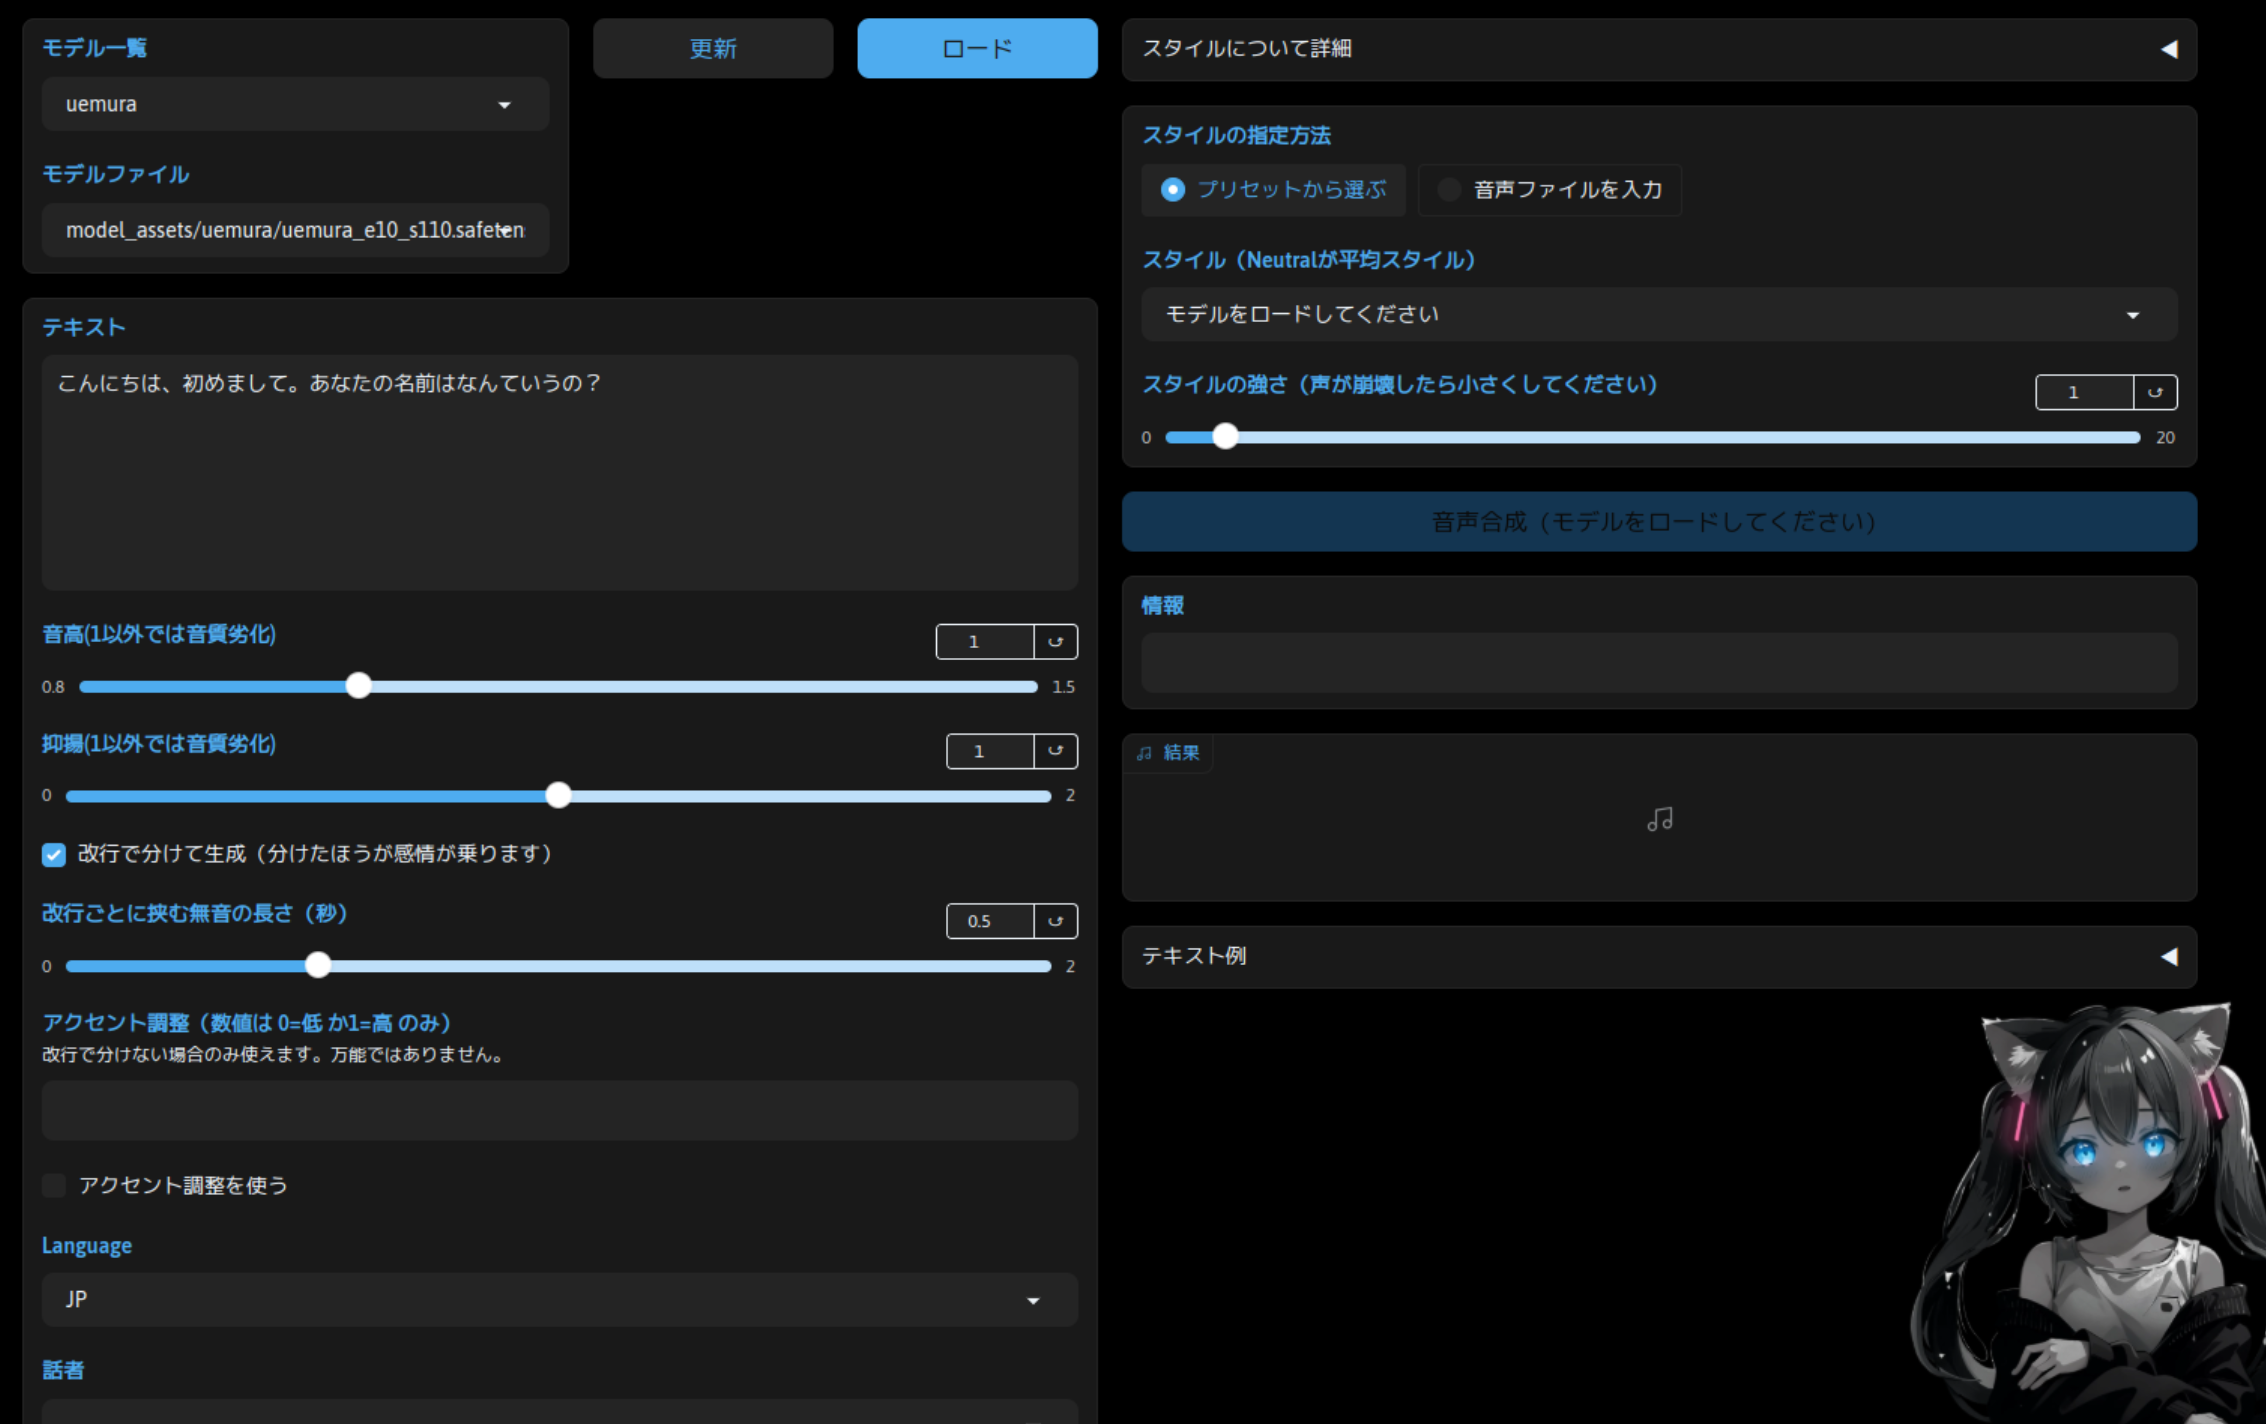 モデル一覧
uemura
モデルファイル
model_assets/uemura/uemura_e10_s110.safeten
更新
ロード
テキスト
こんにちは、初めまして。あなたの名前はなんていうの？
音高(1以外では音質劣化)
1
0.8
1.5
抑揚(1以外では音質劣化)
1
0
2
改行で分けて生成（分けたほうが感情が乗ります）
改行ごとに挟む無音の長さ（秒）
0.5
0
2
アクセント調整（数値は 0=低 か1=高 のみ）
改行で分けない場合のみ使えます。万能ではありません。
アクセント調整を使う
Language
JP
話者
スタイルについて詳細
スタイルの指定方法
プリセットから選ぶ
音声ファイルを入力
スタイル（Neutralが平均スタイル）
モデルをロードしてください
スタイルの強さ（声が崩壊したら小さくしてください）
1
0
20
音声合成（モデルをロードしてください）
情報
結果
テキスト例